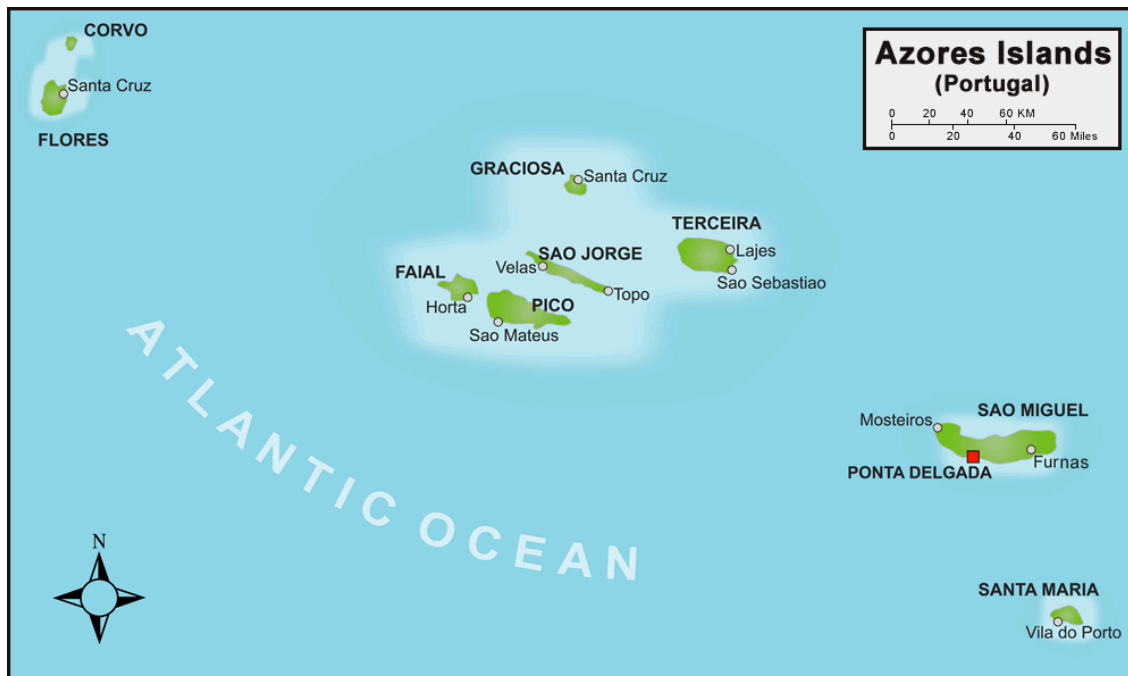 CORVO
Santa Cruz
FLORES
Azores Islands
(Portugal)
0 20 40 60 KM
0 20 40 60 Miles
GRACIOSA
Santa Cruz
TERCEIRA
Lajes
Sao Sebastiao
SAO JORGE
Velas
Topo
FAIAL
Horta
PICO
Sao Mateus
ATLANTIC OCEAN
SAO MIGUEL
Mosteiros
Furnas
PONTA DELGADA
N
SANTA MARIA
Vila do Porto